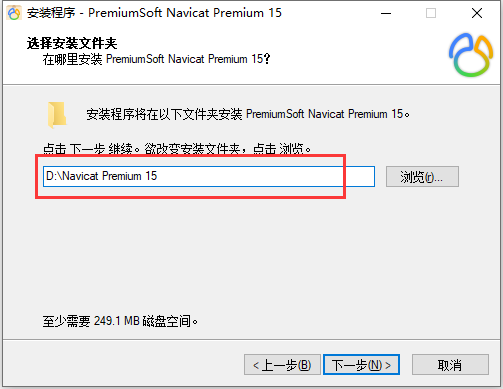 安装程序 - PremiumSoft Navicat Premium 15
选择安装文件夹
在哪里安装 PremiumSoft Navicat Premium 15?
安装程序将在以下文件夹安装 PremiumSoft Navicat Premium 15。
点击 下一步 继续。欲改变安装文件夹，点击 浏览。
D:\Navicat Premium 15
浏览(r)...
至少需要 249.1 MB 磁盘空间。
< 上一步(B)
下一步(N) >
取消